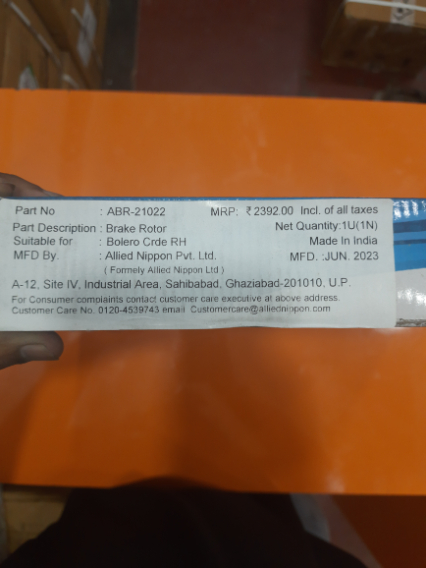 Part No : ABR-21022 MRP: ₹ 2392.00 Incl. of all taxes
Part Description : Brake Rotor Net Quantity:1U(1N)
Suitable for : Bolero Crde RH Made In India
MFD By. : Allied Nippon Pvt. Ltd. MFD. :JUN. 2023
( Formely Allied Nippon Ltd )
A-12, Site IV, Industrial Area, Sahibabad, Ghaziabad-201010, U.P.
For Consumer complaints contact customer care executive at above address.
Customer Care No. 0120-4539743 email Customercare@alliednippon.com